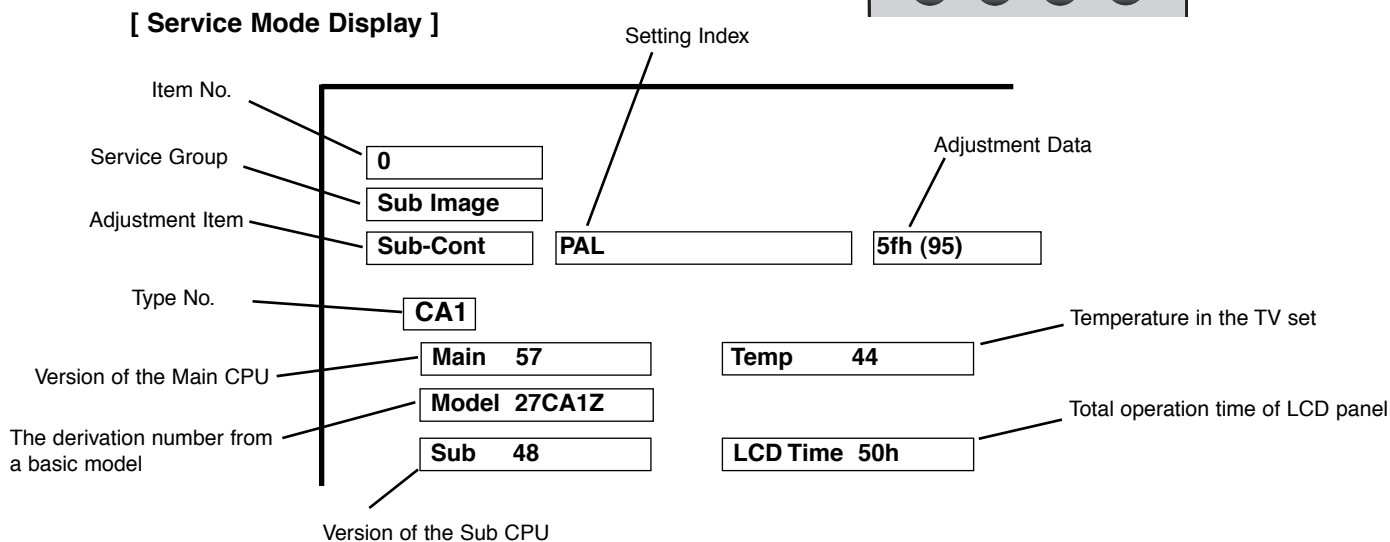 [ Service Mode Display ]
Setting Index
Item No.
Adjustment Data
Service Group
0
Sub Image
Adjustment Item
Sub-Cont PAL 5fh (95)
Type No.
CA1
Temperature in the TV set
Main 57 Temp 44
Version of the Main CPU
Model 27CA1Z
Total operation time of LCD panel
The derivation number from
a basic model
Sub 48 LCD Time 50h
Version of the Sub CPU